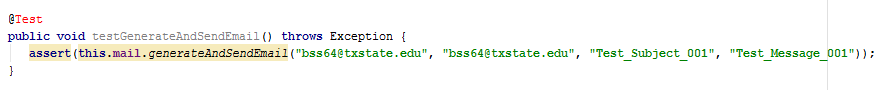 @Test
public void testGenerateAndSendEmail() throws Exception {
assert(this.mail.generateAndSendEmail("bss64@txstate.edu", "bss64@txstate.edu", "Test_Subject_001", "Test_Message_001"));
}